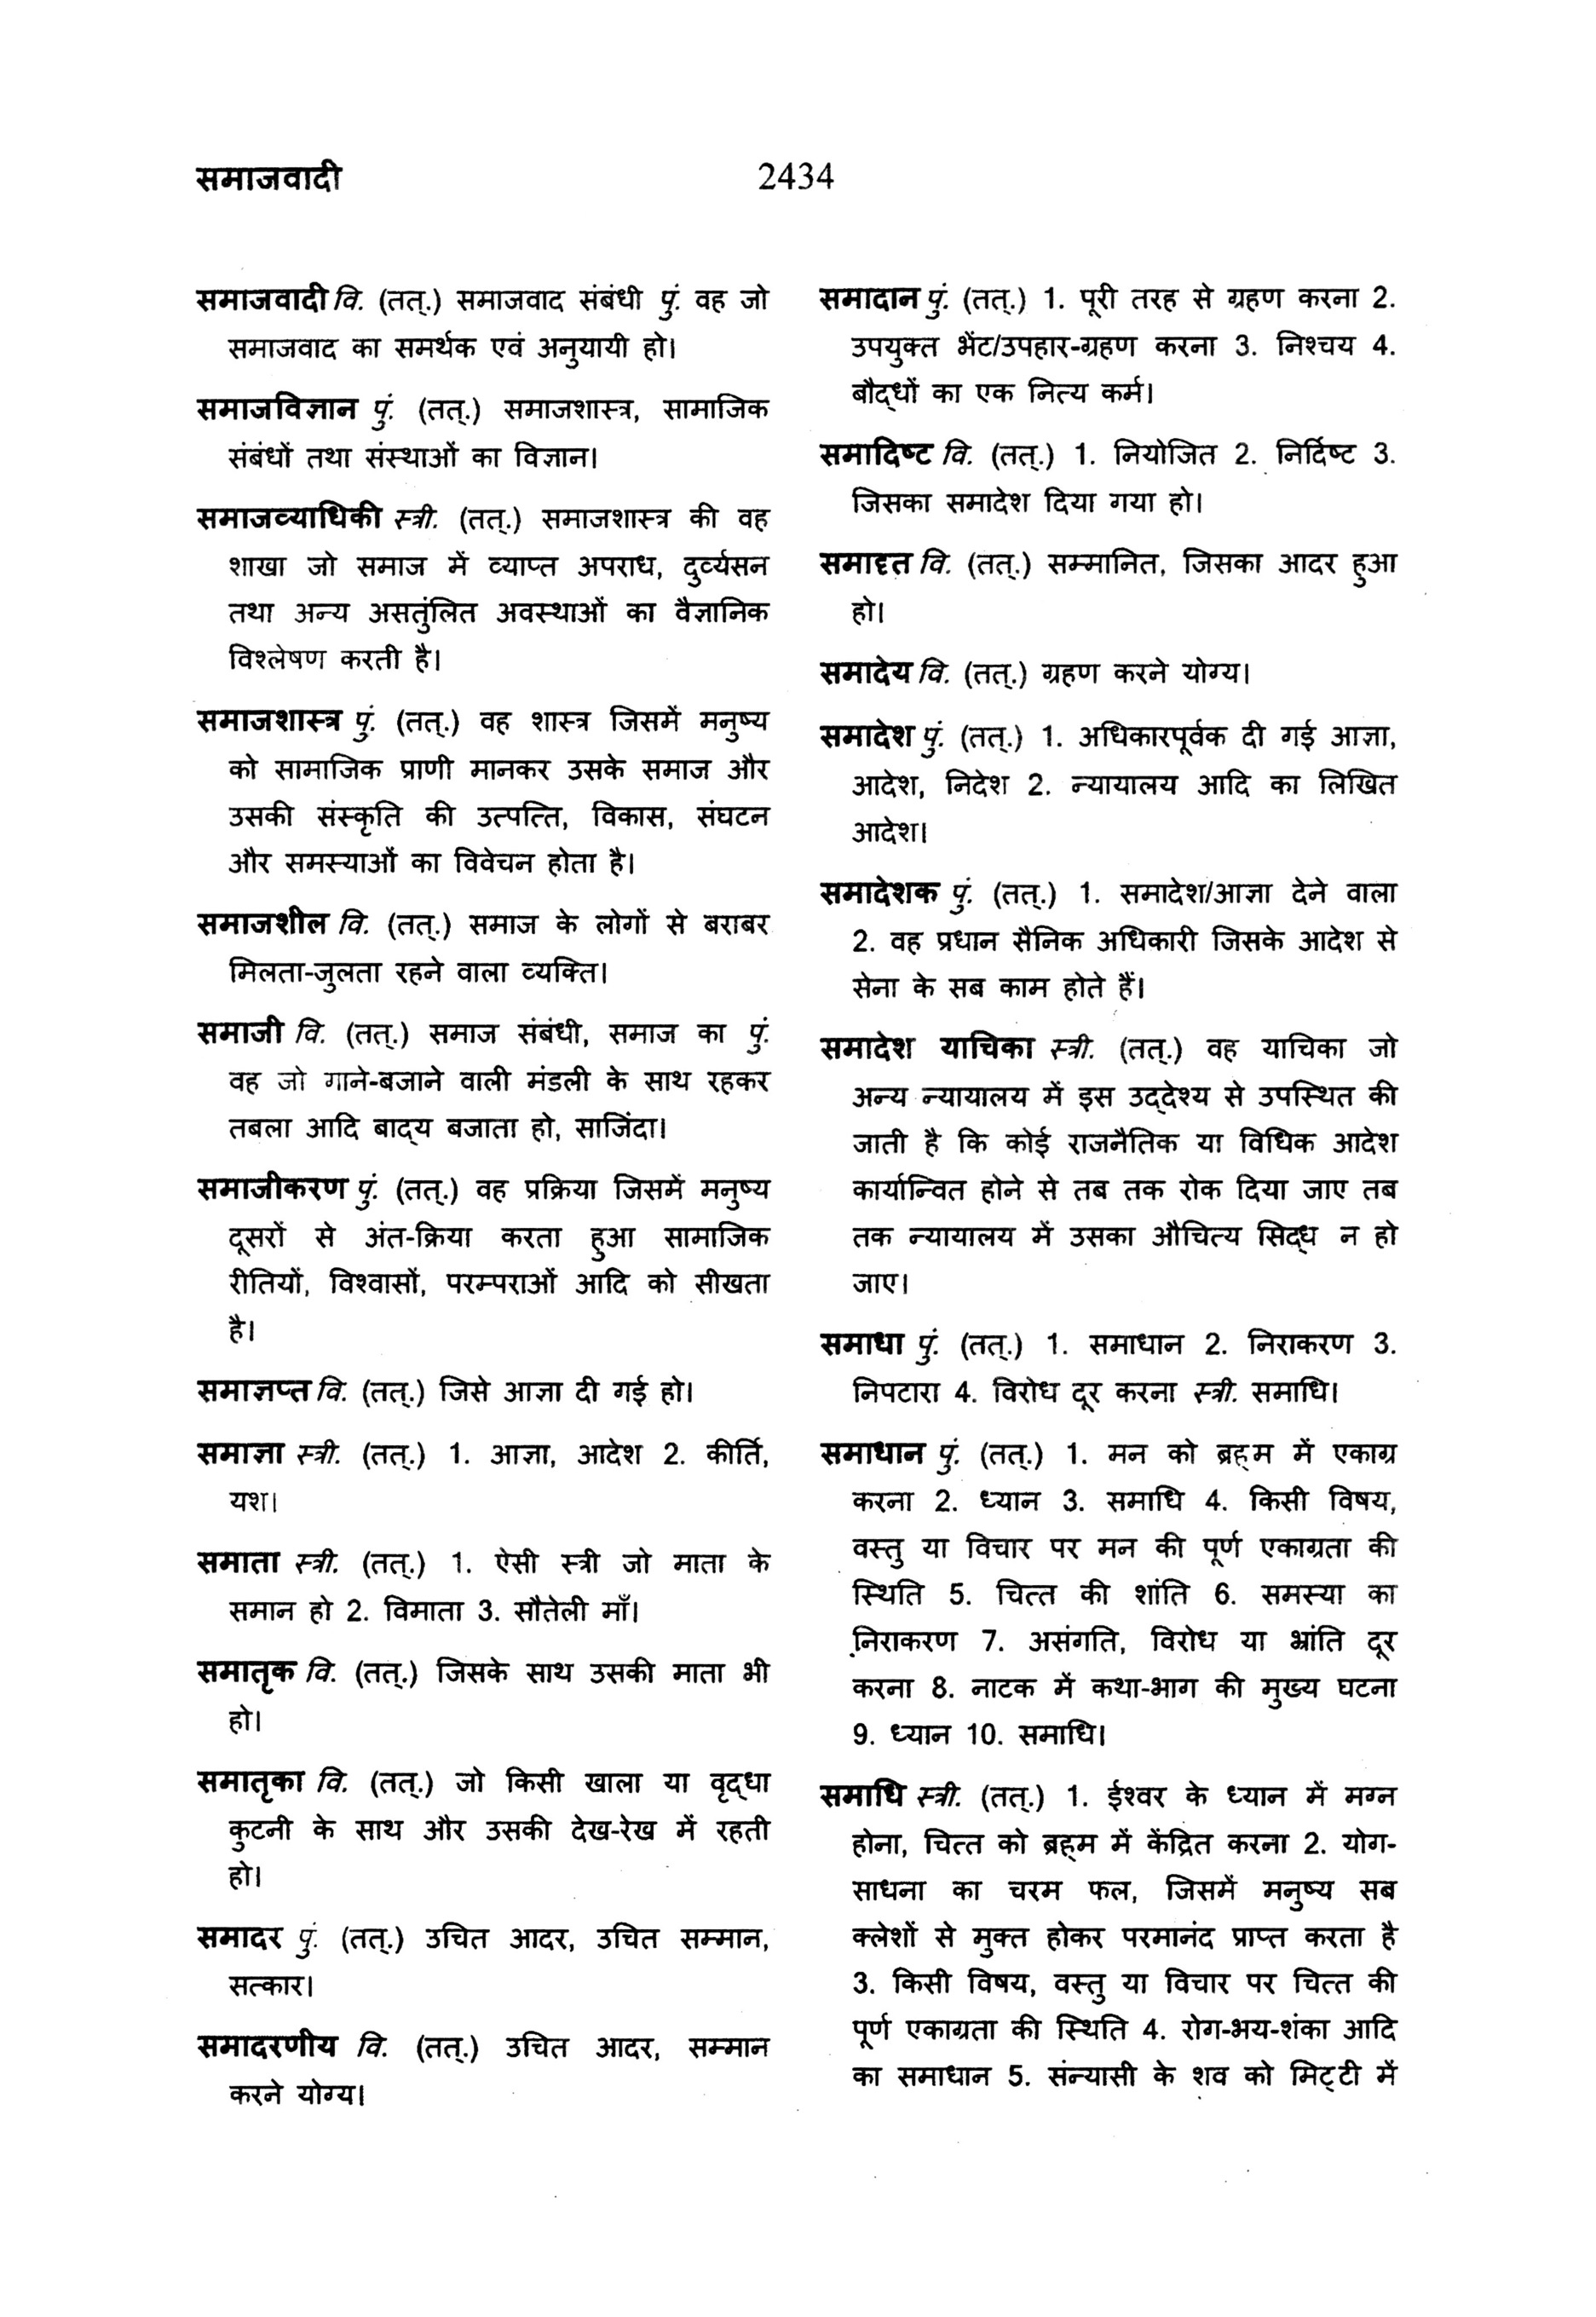 समाजवादी
2434
समाजवादी वि. (तत्.) समाजवाद संबंधी पुं. वह जो
समाजवाद का समर्थक एवं अनुयायी हो।
समाजविज्ञान पुं. (तत्.) समाजशास्त्र, सामाजिक
संबंधों तथा संस्थाओं का विज्ञान।
समाजव्याधिकी स्त्री. (तत्.) समाजशास्त्र की वह
शाखा जो समाज में व्याप्त अपराध, दुर्व्यसन
तथा अन्य असतुंलित अवस्थाओं का वैज्ञानिक
विश्लेषण करती है।
समाजशास्त्र पुं. (तत्.) वह शास्त्र जिसमें मनुष्य
को सामाजिक प्राणी मानकर उसके समाज और
उसकी संस्कृति की उत्पत्ति, विकास, संघटन
और समस्याओं का विवेचन होता है।
समाजशील वि. (तत्.) समाज के लोगों से बराबर
मिलता-जुलता रहने वाला व्यक्ति।
समाजी वि. (तत्.) समाज संबंधी, समाज का पुं.
वह जो गाने-बजाने वाली मंडली के साथ रहकर
तबला आदि बाद्य बजाता हो, साजिंदा।
समाजीकरण पुं. (तत्.) वह प्रक्रिया जिसमें मनुष्य
दूसरों से अंत-क्रिया करता हुआ सामाजिक
रीतियों, विश्वासों, परम्पराओं आदि को सीखता
है।
समाज्ञप्त वि. (तत्.) जिसे आज्ञा दी गई हो।
समाज्ञा स्त्री. (तत्.) 1. आज्ञा, आदेश 2. कीर्ति,
यश।
समाता स्त्री. (तत्.) 1. ऐसी स्त्री जो माता के
समान हो 2. विमाता 3. सौतेली माँ।
समातृक वि. (तत्.) जिसके साथ उसकी माता भी
हो।
समातृका वि. (तत्.) जो किसी खाला या वृद्धा
कुटनी के साथ और उसकी देख-रेख में रहती
हो।
समादर पुं. (तत्.) उचित आदर, उचित सम्मान,
सत्कार।
समादरणीय वि. (तत्.) उचित आदर, सम्मान
करने योग्य।
समादान पुं. (तत्.) 1. पूरी तरह से ग्रहण करना 2.
उपयुक्त भेंट/उपहार-ग्रहण करना 3. निश्चय 4.
बौद्धों का एक नित्य कर्म।
समादिष्ट वि. (तत्.) 1. नियोजित 2. निर्दिष्ट 3.
जिसका समादेश दिया गया हो।
समादृत वि. (तत्.) सम्मानित, जिसका आदर हुआ
हो।
समादेय वि. (तत्.) ग्रहण करने योग्य।
समादेश पुं. (तत्.) 1. अधिकारपूर्वक दी गई आज्ञा,
आदेश, निदेश 2. न्यायालय आदि का लिखित
आदेश।
समादेशक पुं. (तत्.) 1. समादेश/आज्ञा देने वाला
2. वह प्रधान सैनिक अधिकारी जिसके आदेश से
सेना के सब काम होते हैं।
समादेश याचिका स्त्री. (तत्.) वह याचिका जो
अन्य न्यायालय में इस उद्देश्य से उपस्थित की
जाती है कि कोई राजनैतिक या विधिक आदेश
कार्यान्वित होने से तब तक रोक दिया जाए तब
तक न्यायालय में उसका औचित्य सिद्ध न हो
जाए।
समाधा पुं. (तत्.) 1. समाधान 2. निराकरण 3.
निपटारा 4. विरोध दूर करना स्त्री. समाधि।
समाधान पुं. (तत्.) 1. मन को ब्रह्म में एकाग्र
करना 2. ध्यान 3. समाधि 4. किसी विषय,
वस्तु या विचार पर मन की पूर्ण एकाग्रता की
स्थिति 5. चित्त की शांति 6. समस्या का
निराकरण 7. असंगति, विरोध या भ्रांति दूर
करना 8. नाटक में कथा-भाग की मुख्य घटना
9. ध्यान 10. समाधि।
समाधि स्त्री. (तत्.) 1. ईश्वर के ध्यान में मग्न
होना, चित्त को ब्रह्म में केंद्रित करना 2. योग-
साधना का चरम फल, जिसमें मनुष्य सब
क्लेशों से मुक्त होकर परमानंद प्राप्त करता है
3. किसी विषय, वस्तु या विचार पर चित्त की
पूर्ण एकाग्रता की स्थिति 4. रोग-भय-शंका आदि
का समाधान 5. संन्यासी के शव को मिट्टी में